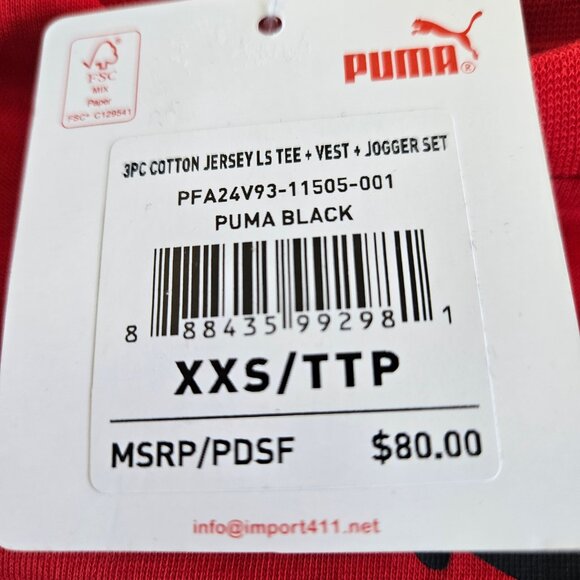 FSC
MIX
Paper
FSC® C129541
PUMA®
3PC COTTON JERSEY LS TEE + VEST + JOGGER SET
PFA24V93-11505-001
PUMA BLACK
8 88435 99298 1
XXS/TTP
MSRP/PDSF $80.00
info@import411.net